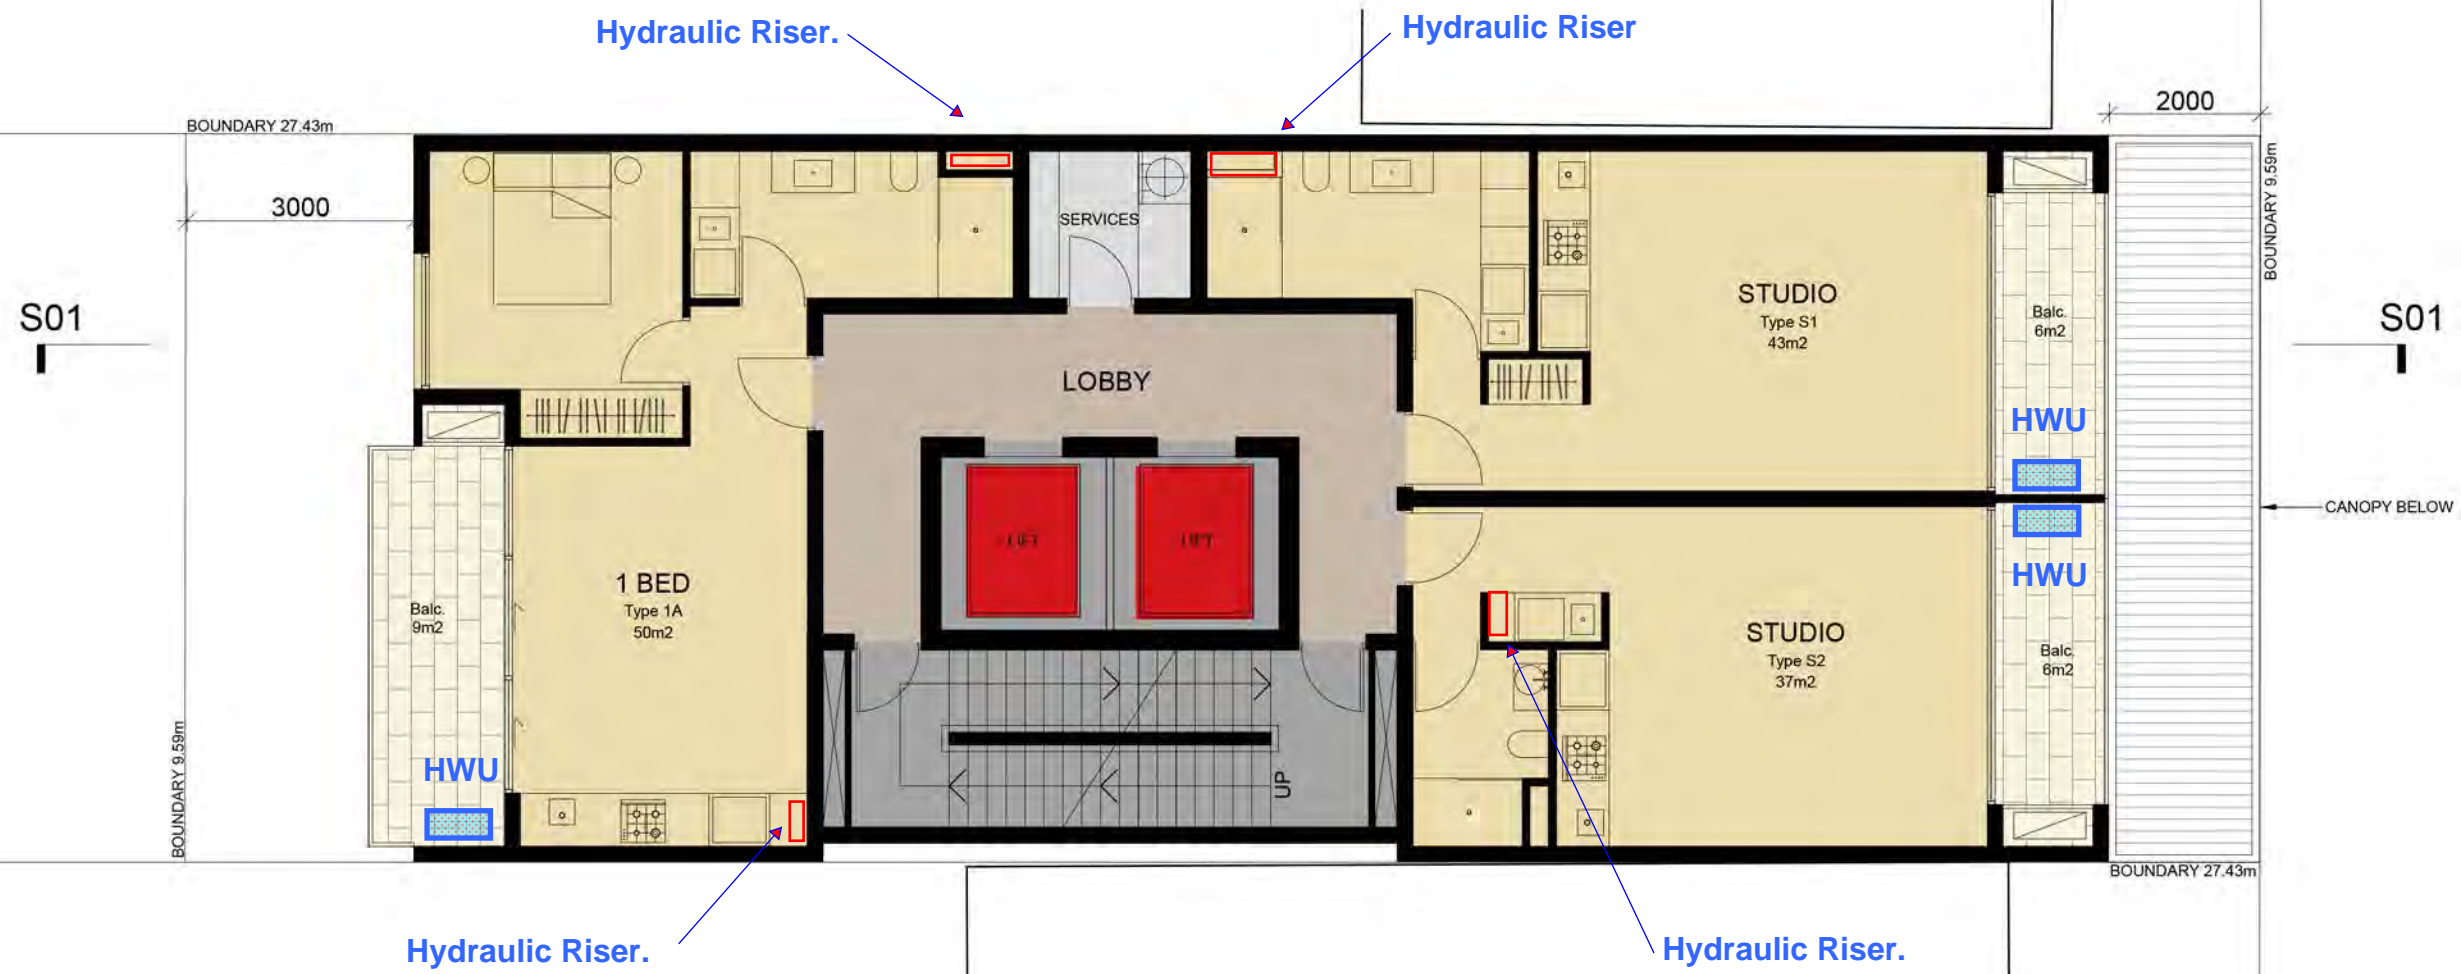 Hydraulic Riser.
Hydraulic Riser
2000
BOUNDARY 27.43m
BOUNDARY 9.59m
3000
SERVICES
S01
STUDIO
Type S1
43m2
Balc.
6m2
S01
LOBBY
HWU
LIFT
LIFT
CANOPY BELOW
HWU
1 BED
Type 1A
50m2
Balc.
9m2
STUDIO
Type S2
37m2
Balc.
6m2
HWU
UP
BOUNDARY 9.59m
BOUNDARY 27.43m
Hydraulic Riser.
Hydraulic Riser.